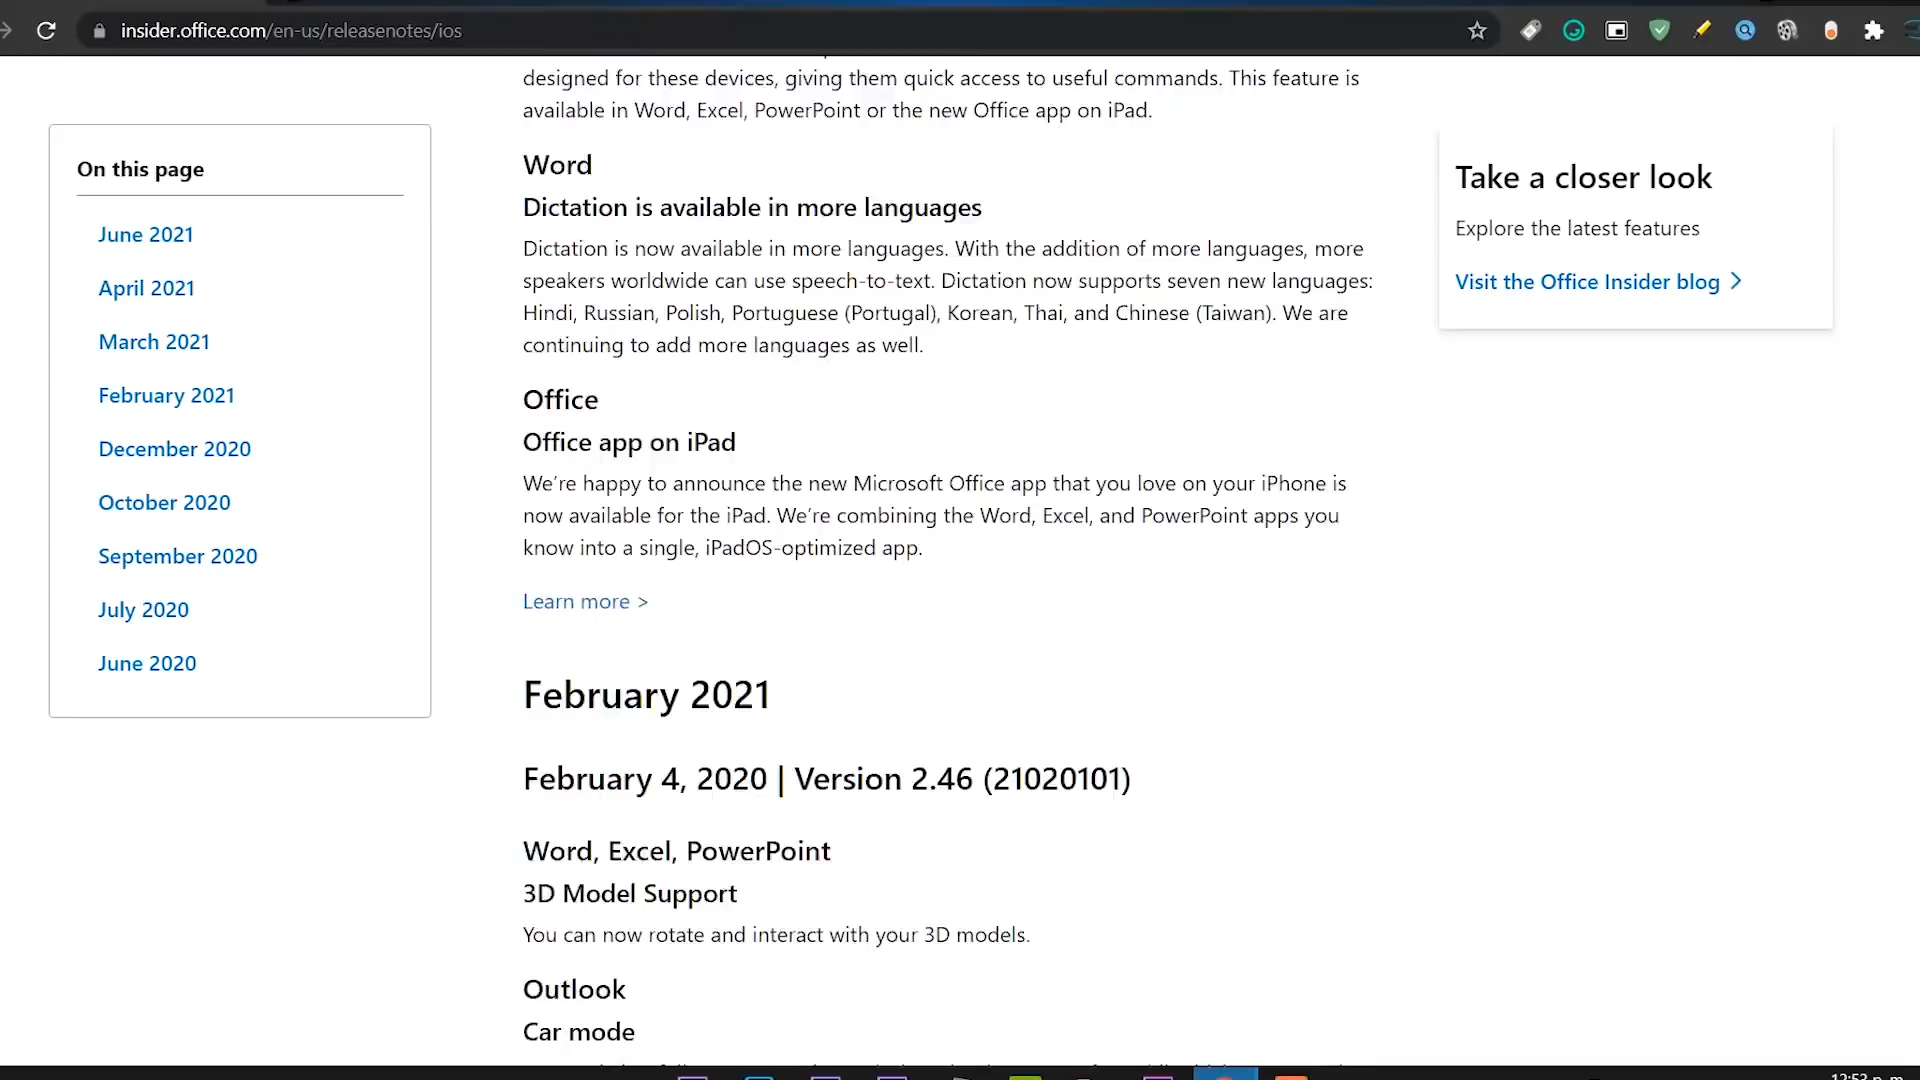 insider.office.com/en-us/releasenotes/ios
On this page
June 2021
April 2021
March 2021
February 2021
December 2020
October 2020
September 2020
July 2020
June 2020
designed for these devices, giving them quick access to useful commands. This feature is
available in Word, Excel, PowerPoint or the new Office app on iPad.
Word
Dictation is available in more languages
Dictation is now available in more languages. With the addition of more languages, more
speakers worldwide can use speech-to-text. Dictation now supports seven new languages:
Hindi, Russian, Polish, Portuguese (Portugal), Korean, Thai, and Chinese (Taiwan). We are
continuing to add more languages as well.
Office
Office app on iPad
We’re happy to announce the new Microsoft Office app that you love on your iPhone is
now available for the iPad. We’re combining the Word, Excel, and PowerPoint apps you
know into a single, iPadOS-optimized app.
Learn more >
February 2021
February 4, 2020 | Version 2.46 (21020101)
Word, Excel, PowerPoint
3D Model Support
You can now rotate and interact with your 3D models.
Outlook
Car mode
Take a closer look
Explore the latest features
Visit the Office Insider blog >